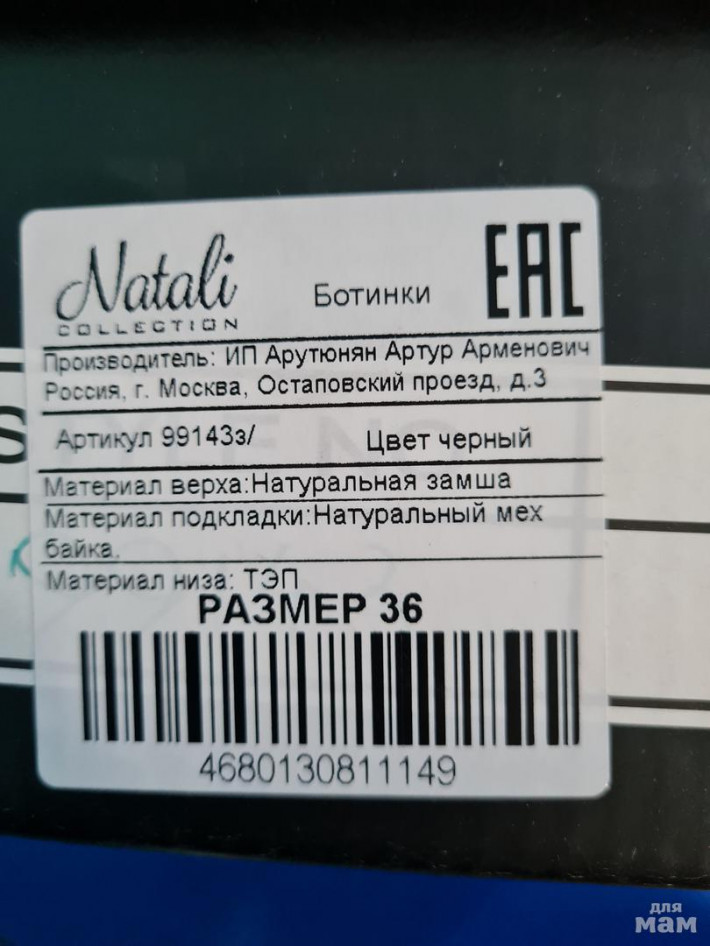 Natali
COLLECTION
Ботинки
EAC
Производитель: ИП Арутюнян Артур Арменович
Россия, г. Москва, Остаповский проезд, д.3
Артикул 99143з/
Цвет черный
Материал верха:Натуральная замша
Материал подкладки:Натуральный мех
байка.
Материал низа: ТЭП
РАЗМЕР 36
4680130811149
для
мам